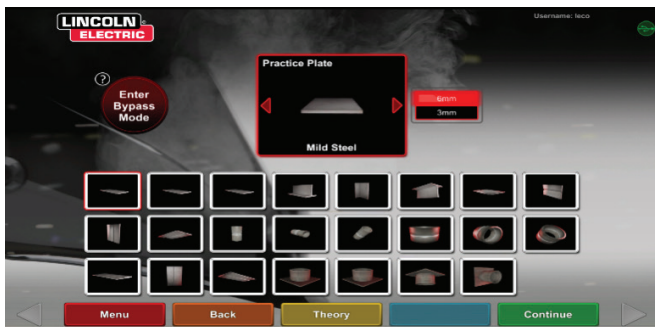 LINCOLN®
ELECTRIC
Username: leco
?
Enter
Bypass
Mode
Practice Plate
Mild Steel
6mm
3mm
Menu
Back
Theory
Continue